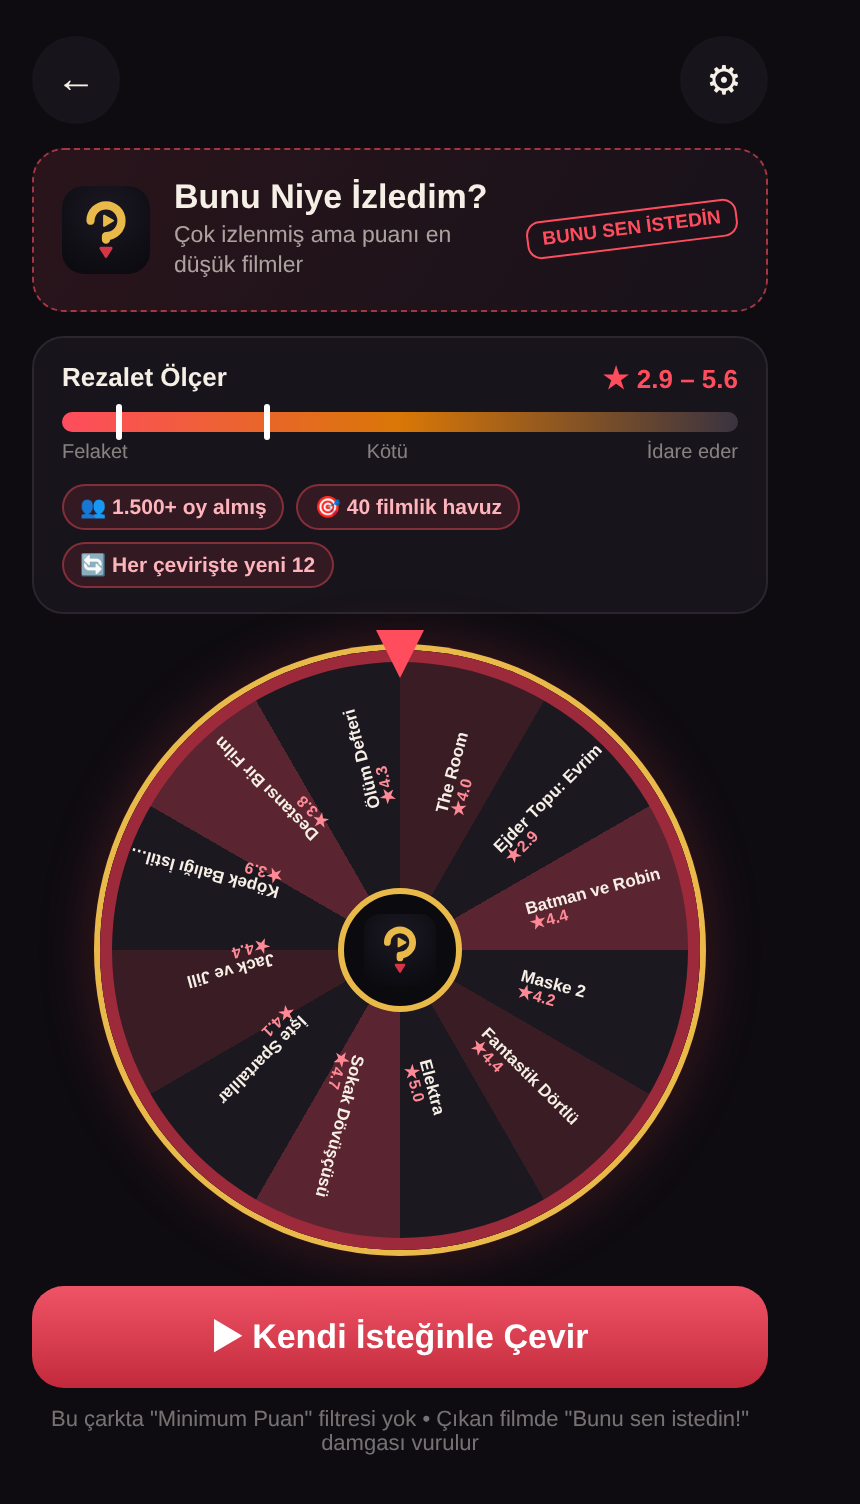 ←
⚙
Bunu Niye İzledim?
Çok izlenmiş ama puanı en
düşük filmler
BUNU SEN İSTEDİN
Rezalet Ölçer
★ 2.9 – 5.6
Felaket
Kötü
İdare eder
👥 1.500+ oy almış
🎯 40 filmlik havuz
🔄 Her çevirişte yeni 12
The Room
★4.0
Ejder Topu: Evrim
★2.9
Batman ve Robin
★4.4
Maske 2
★4.2
Fantastik Dörtlü
★4.4
Elektra
★5.0
Sokak Dövüşçüsü
★4.7
İşte Spartalılar
★4.1
Jack ve Jill
★4.4
Köpek Balığı İstil...
★3.9
Destansı Bir Film
★3.8
Ölüm Defteri
★4.3
▶ Kendi İsteğinle Çevir
Bu çarkta "Minimum Puan" filtresi yok • Çıkan filmde "Bunu sen istedin!"
damgası vurulur